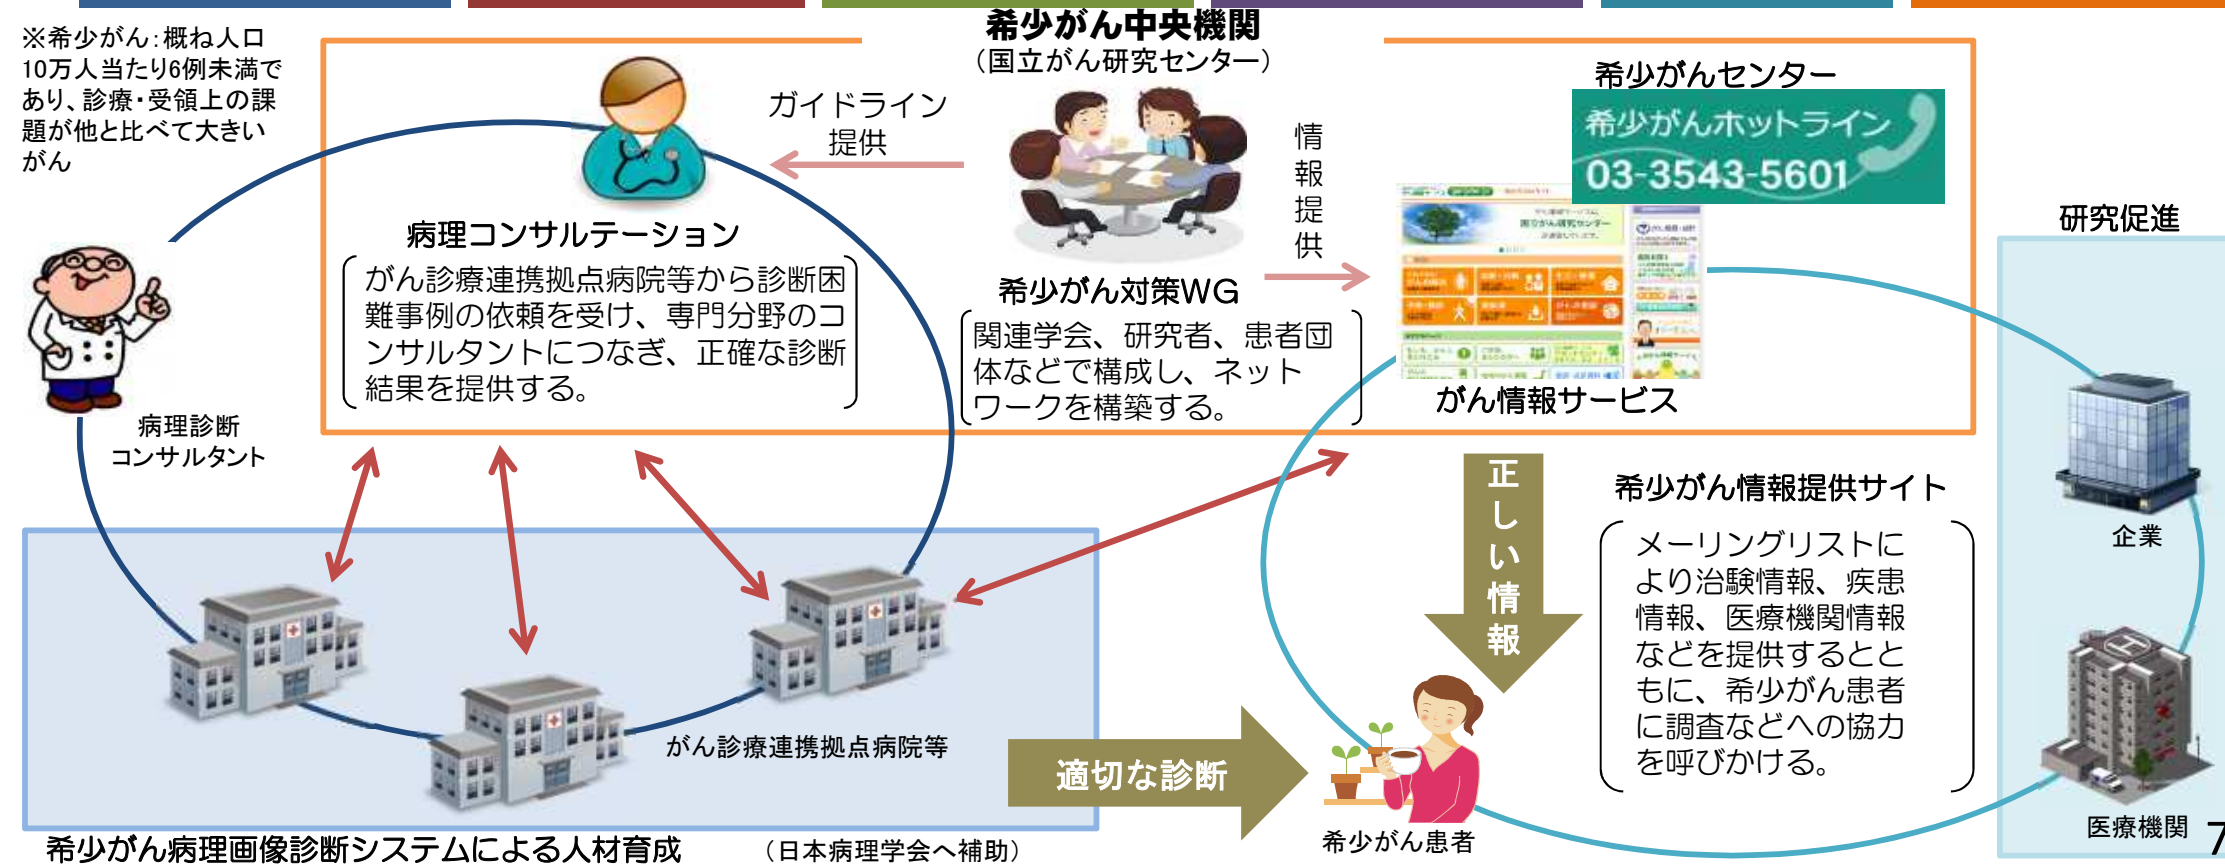 希少がん中央機関
（国立がん研究センター）
※希少がん：概ね人口
10万人当たり6例未満で
あり、診療・受領上の課
題が他と比べて大きい
がん
ガイドライン
提供
情報提供
希少がんセンター
希少がんホットライン
03-3543-5601
国立がん研究センター
病理コンサルテーション
がん診療連携拠点病院等から診断困
難事例の依頼を受け、専門分野のコ
ンサルタントにつなぎ、正確な診断
結果を提供する。
希少がん対策WG
関連学会、研究者、患者団
体などで構成し、ネット
ワークを構築する。
がん情報サービス
病理診断
コンサルタント
研究促進
企業
医療機関
正しい情報
希少がん情報提供サイト
メーリングリストに
より治験情報、疾患
情報、医療機関情報
などを提供するとと
もに、希少がん患者
に調査などへの協力
を呼びかける。
がん診療連携拠点病院等
適切な診断
希少がん患者
希少がん病理画像診断システムによる人材育成
（日本病理学会へ補助）
7